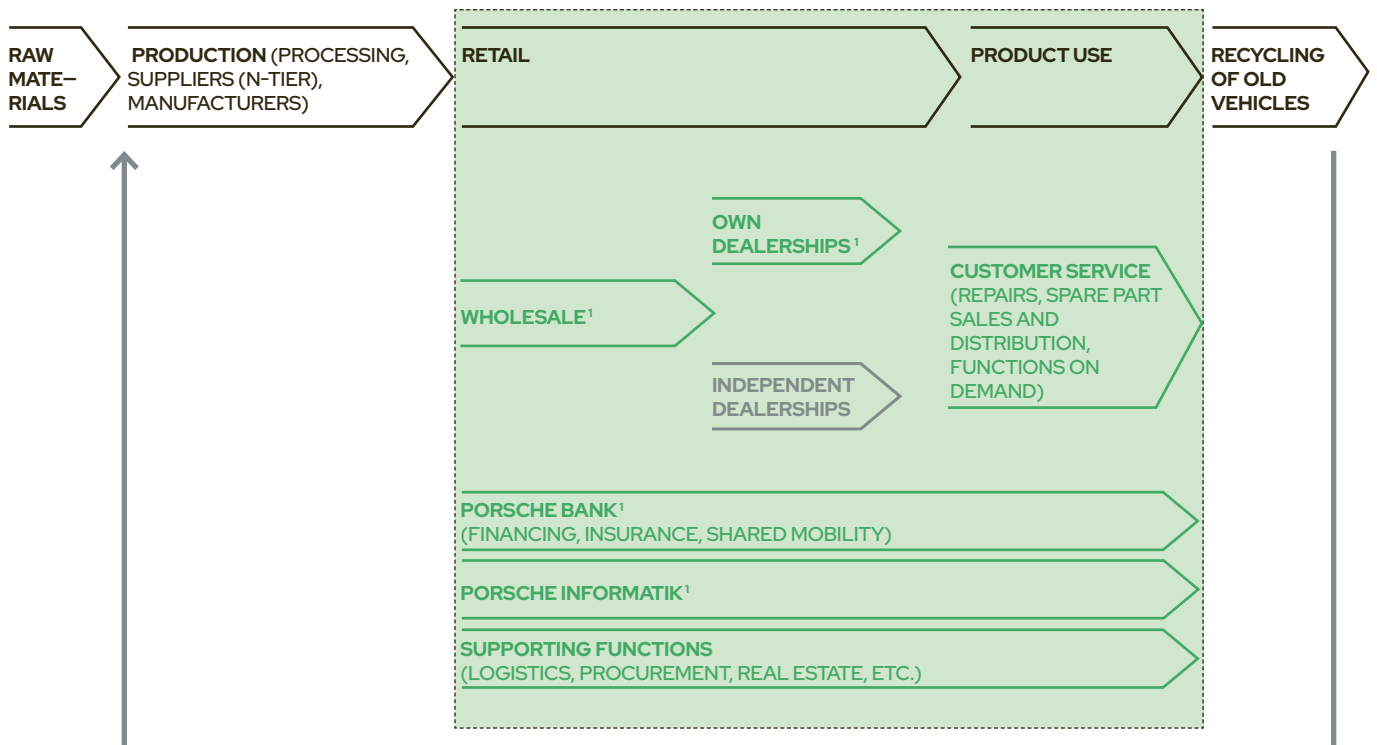 RAW
MATE–
RIALS
PRODUCTION (PROCESSING,
SUPPLIERS (N-TIER),
MANUFACTURERS)
RETAIL
PRODUCT USE
RECYCLING
OF OLD
VEHICLES
OWN
DEALERSHIPS ¹
WHOLESALE ¹
INDEPENDENT
DEALERSHIPS
CUSTOMER SERVICE
(REPAIRS, SPARE PART
SALES AND
DISTRIBUTION,
FUNCTIONS ON
DEMAND)
PORSCHE BANK ¹
(FINANCING, INSURANCE, SHARED MOBILITY)
PORSCHE INFORMATIK ¹
SUPPORTING FUNCTIONS
(LOGISTICS, PROCUREMENT, REAL ESTATE, ETC.)